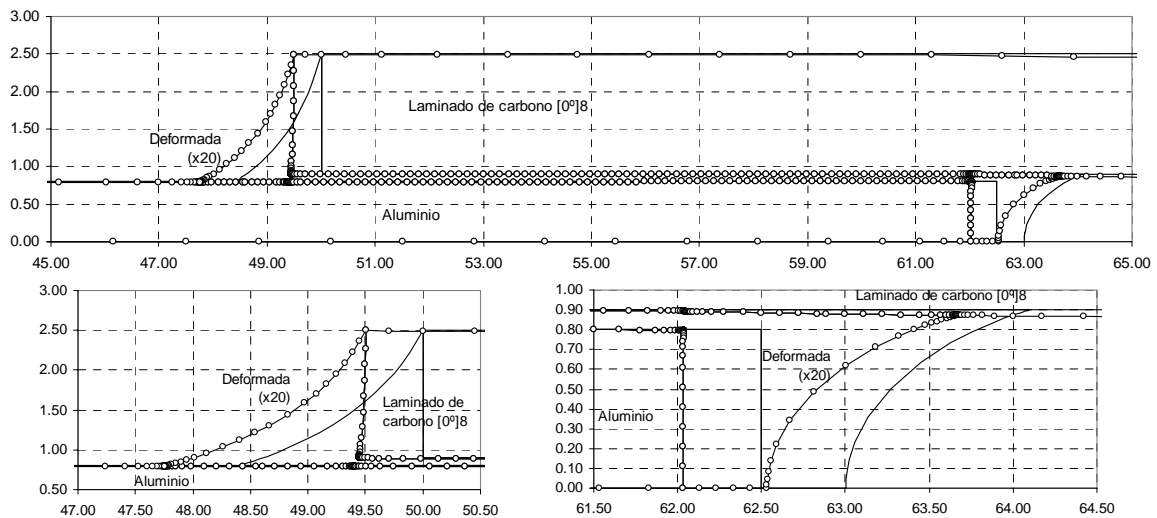 3.00
2.50
2.00
1.50
1.00
0.50
0.00
Laminado de carbono [0º]8
Deformada
(x20)
Aluminio
45.00 47.00 49.00 51.00 53.00 55.00 57.00 59.00 61.00 63.00 65.00
3.00
2.50
2.00
1.50
1.00
0.50
Deformada
(x20)
Laminado de
carbono [0º]8
Aluminio
47.00 47.50 48.00 48.50 49.00 49.50 50.00 50.50
1.00
0.90
0.80
0.70
0.60
0.50
0.40
0.30
0.20
0.10
0.00
Laminado de carbono [0º]8
Deformada
(x20)
Aluminio
61.50 62.00 62.50 63.00 63.50 64.00 64.50